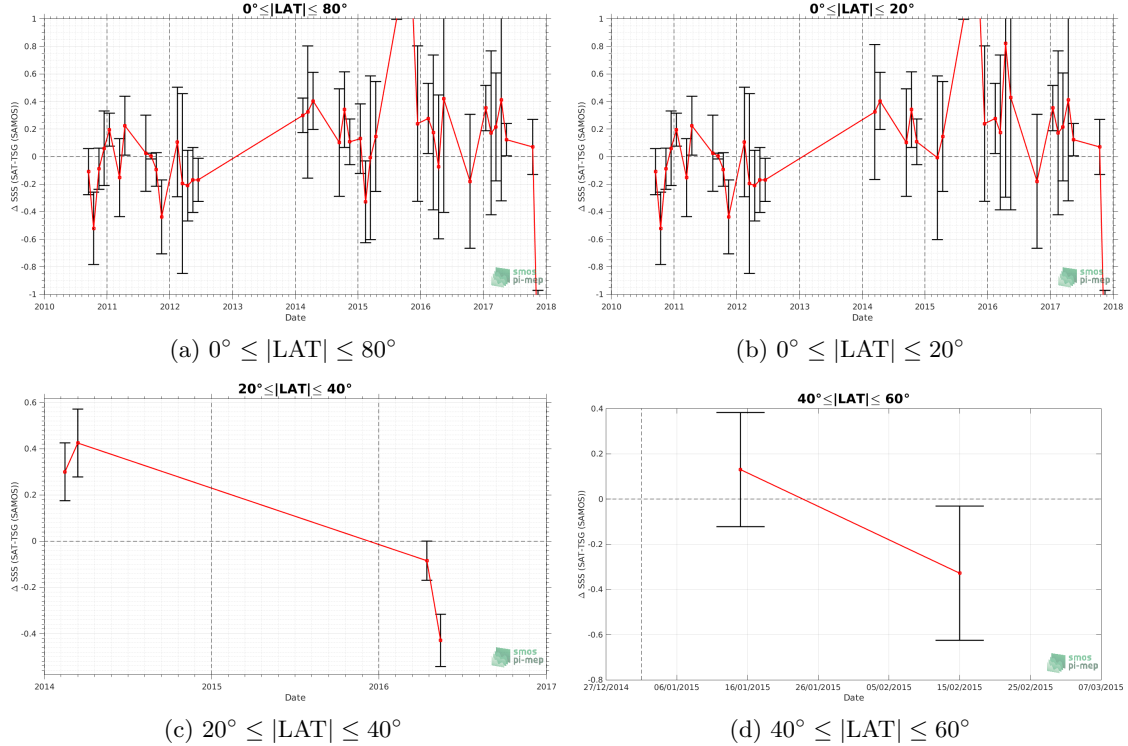 0°≤|LAT|≤ 80°
Δ SSS (SAT-TSG (SAMOS))
1
0.8
0.6
0.4
0.2
0
-0.2
-0.4
-0.6
-0.8
-1
2010 2011 2012 2013 2014 2015 2016 2017 2018
Date
smos
pi-mep
(a) 0° ≤ |LAT| ≤ 80°
0°≤|LAT|≤ 20°
Δ SSS (SAT-TSG (SAMOS))
1
0.8
0.6
0.4
0.2
0
-0.2
-0.4
-0.6
-0.8
-1
2010 2011 2012 2013 2014 2015 2016 2017 2018
Date
smos
pi-mep
(b) 0° ≤ |LAT| ≤ 20°
20°≤|LAT|≤ 40°
Δ SSS (SAT-TSG (SAMOS))
0.6
0.4
0.2
0
-0.2
-0.4
2014 2015 2016 2017
Date
smos
pi-mep
(c) 20° ≤ |LAT| ≤ 40°
40°≤|LAT|≤ 60°
Δ SSS (SAT-TSG (SAMOS))
0.4
0.2
0
-0.2
-0.4
-0.6
-0.8
27/12/2014 06/01/2015 16/01/2015 26/01/2015 05/02/2015 15/02/2015 25/02/2015 07/03/2015
Date
smos
pi-mep
(d) 40° ≤ |LAT| ≤ 60°